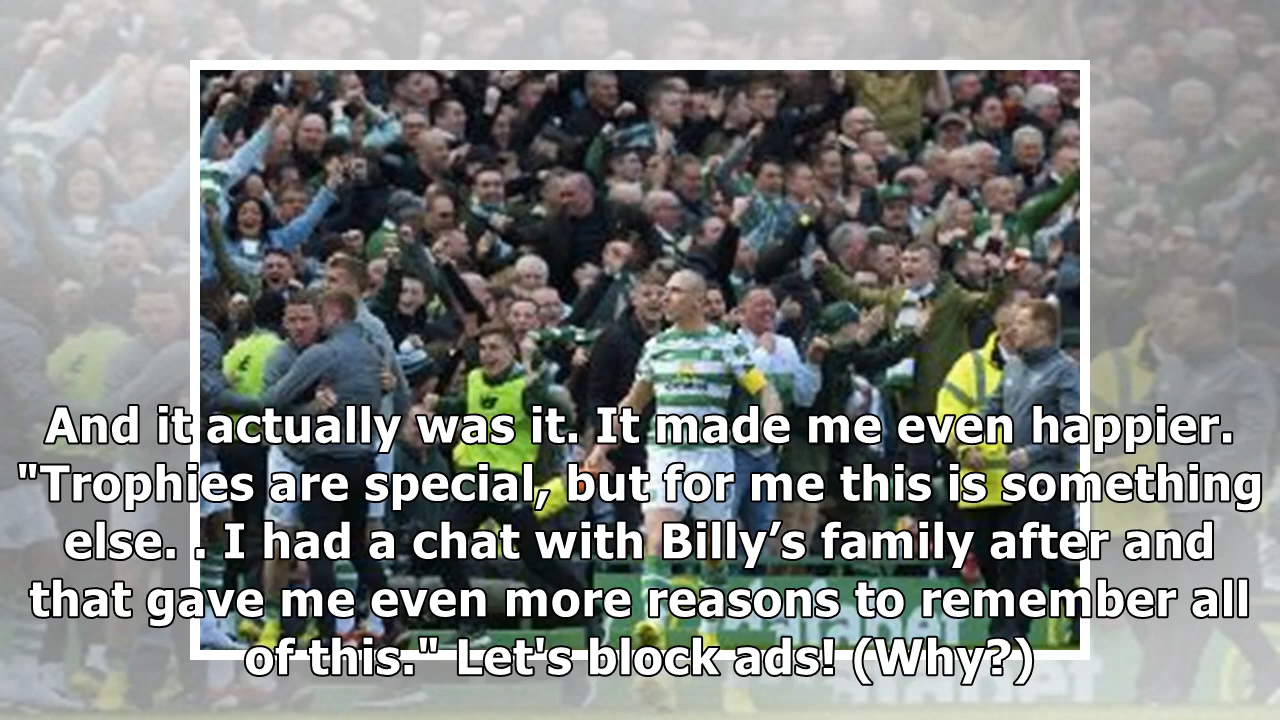 And it actually was it. It made me even happier.
"Trophies are special, but for me this is something
else. . I had a chat with Billy’s family after and
that gave me even more reasons to remember all
of this." Let's block ads! (Why?)